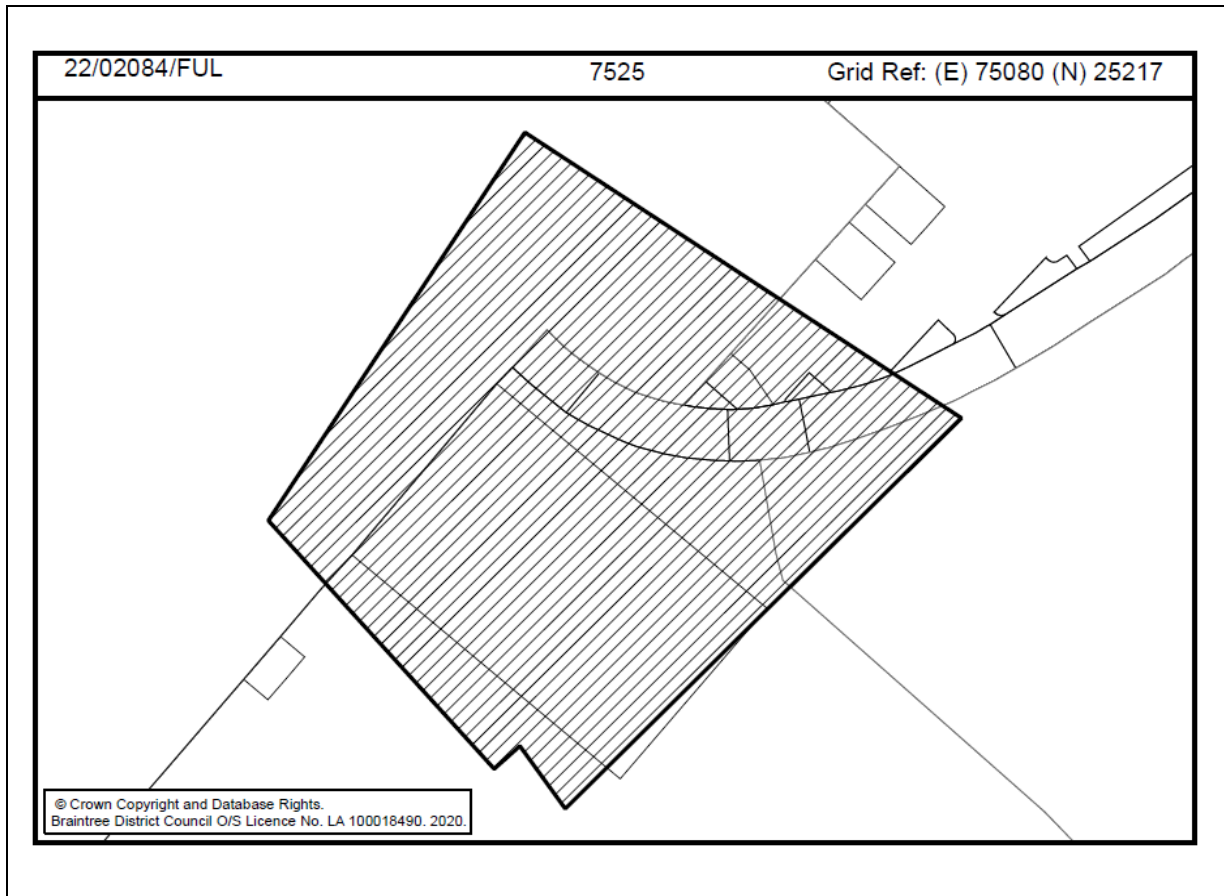 22/02084/FUL 7525 Grid Ref: (E) 75080 (N) 25217
© Crown Copyright and Database Rights.
Braintree District Council O/S Licence No. LA 100018490. 2020.